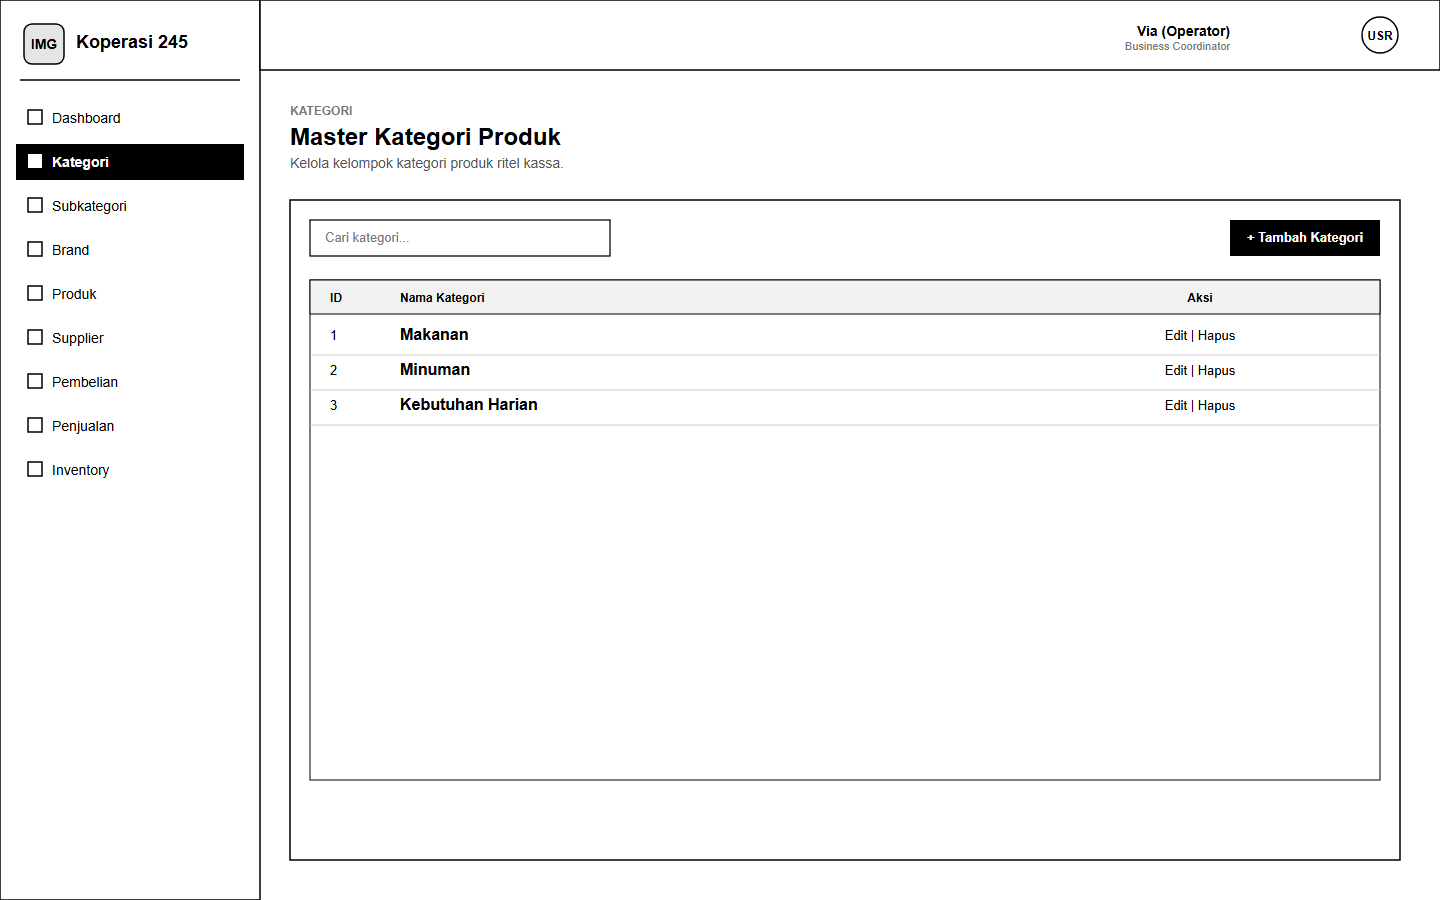 IMG Koperasi 245
Via (Operator)
Business Coordinator
USR
Dashboard
Kategori
Subkategori
Brand
Produk
Supplier
Pembelian
Penjualan
Inventory
KATEGORI
Master Kategori Produk
Kelola kelompok kategori produk ritel kassa.
Cari kategori...
+ Tambah Kategori
ID Nama Kategori Aksi
1 Makanan Edit | Hapus
2 Minuman Edit | Hapus
3 Kebutuhan Harian Edit | Hapus